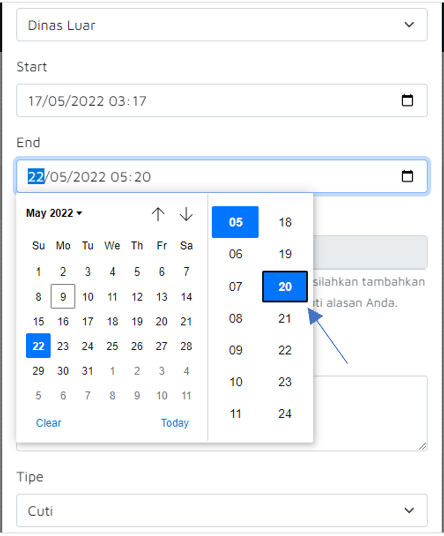 Dinas Luar
Start
17/05/2022 03:17
End
22/05/2022 05:20
May 2022
Su Mo Tu We Th Fr Sa
1 2 3 4 5 6 7
8 9 10 11 12 13 14
15 16 17 18 19 20 21
22 23 24 25 26 27 28
29 30 31 1 2 3 4
5 6 7 8 9 10 11
Clear Today
05 18
06 19
07 20
08 21
09 22
10 23
11 24
silahkan tambahkan
ti alasan Anda.
Tipe
Cuti